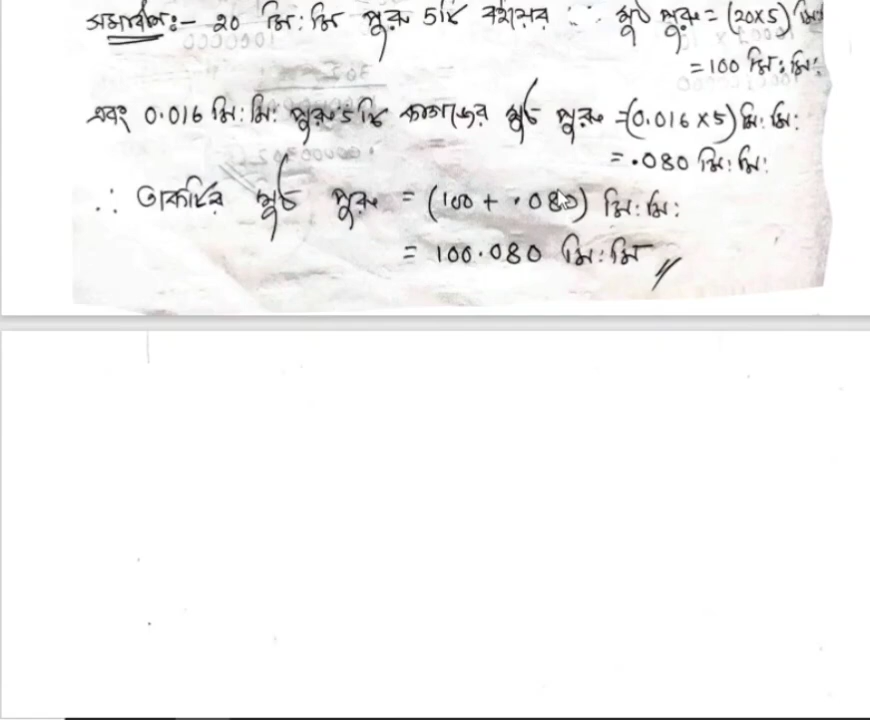 সমাধান:- 20 মি:মি পুরু 5টি বইয়ের ∴ মুঠ পুরু = (20×5) মি:মি:
= 100 মি:মি:
এবং 0.016 মি:মি: পুরু 5টি কাগজের মুঠ পুরু = (0.016×5) মি:মি:
= .080 মি:মি:
∴ তাকটির মুঠ পুরু = (100 + .080) মি:মি:
= 100.080 মি:মি //